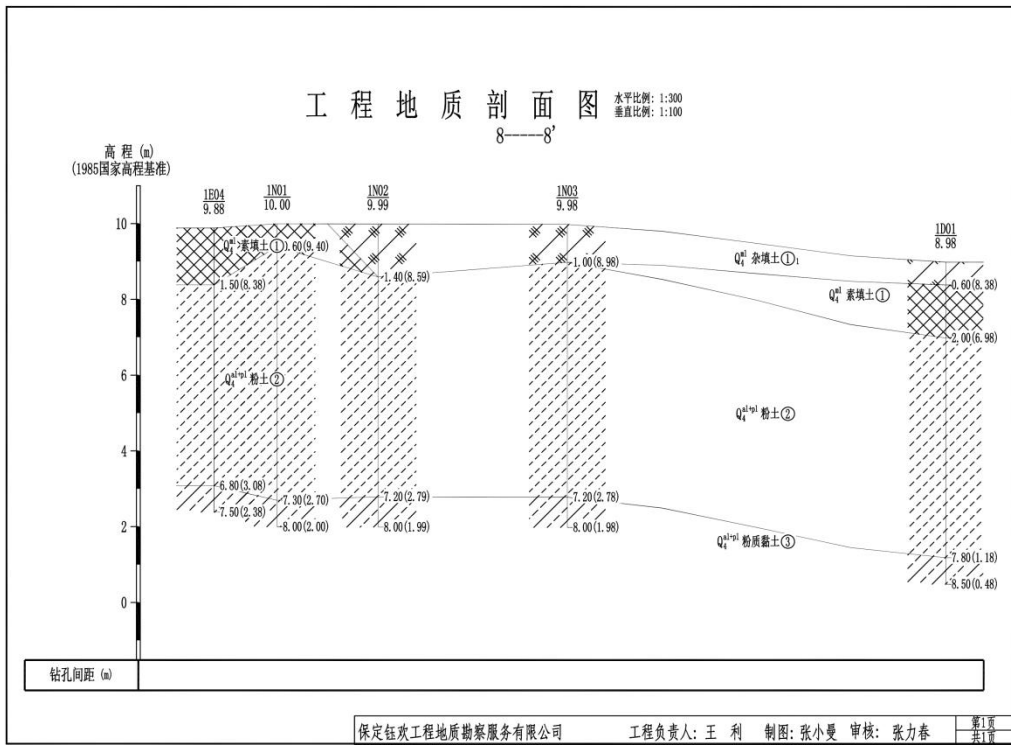 工程地质剖面图
水平比例: 1:300
垂直比例: 1:100
8-----8'
高 程 (m)
(1985国家高程基准)
1E04
9.88
1N01
10.00
1N02
9.99
1N03
9.98
1D01
8.98
10
8
6
4
2
0
Q4ml 素填土①
0.60(9.40)
1.50(8.38)
1.40(8.59)
1.00(8.98)
Q4ml 杂填土①1
0.60(8.38)
Q4ml 素填土①
2.00(6.98)
Q4al+pl 粉土②
Q4al+pl 粉土②
6.80(3.08)
7.30(2.70)
7.20(2.79)
7.20(2.78)
7.50(2.38)
8.00(2.00)
8.00(1.99)
8.00(1.98)
Q4al+pl 粉质黏土③
7.80(1.18)
8.50(0.48)
钻孔间距 (m)
保定钰欢工程地质勘察服务有限公司 工程负责人: 王 利 制图: 张小曼 审核: 张力春
第1页
共1页